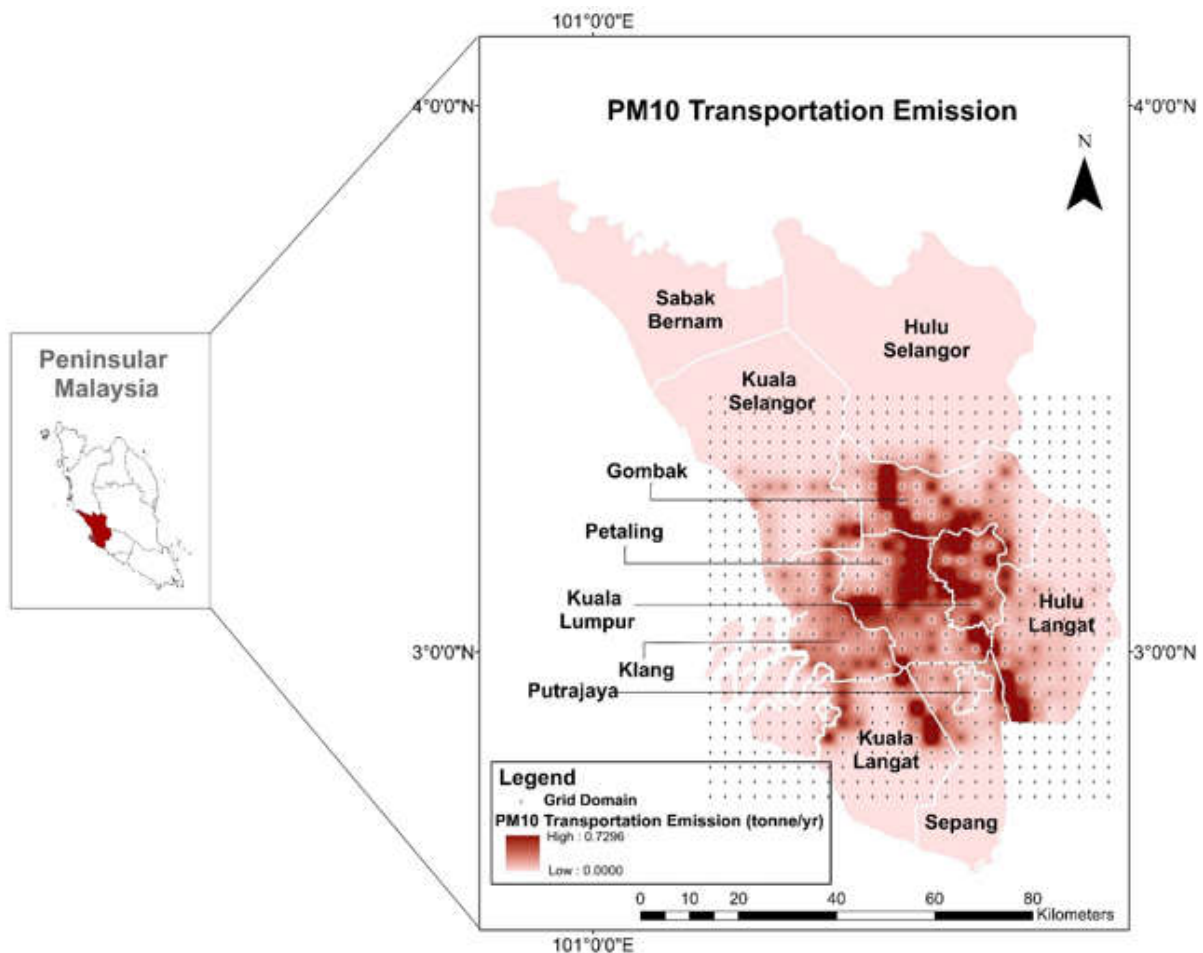 101°0'0"E
4°0'0"N
4°0'0"N
PM10 Transportation Emission
N
Sabak
Bernam
Hulu
Selangor
Peninsular
Malaysia
Kuala
Selangor
Gombak
Petaling
Kuala
Lumpur
Hulu
Langat
3°0'0"N
3°0'0"N
Klang
Putrajaya
Kuala
Langat
Legend
Grid Domain
PM10 Transportation Emission (tonne/yr)
High : 0.7296
Low : 0.0000
Sepang
0 10 20 40 60 80
Kilometers
101°0'0"E